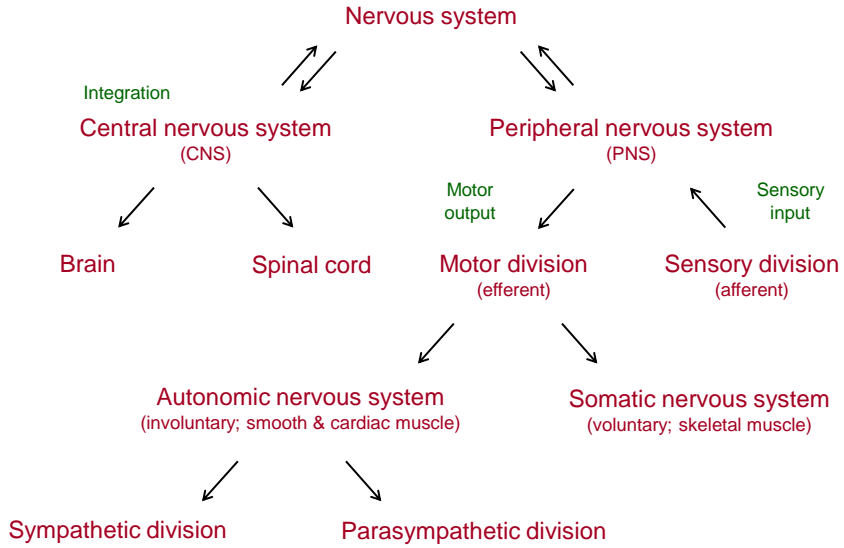 Nervous system
Integration
Central nervous system
(CNS)
Peripheral nervous system
(PNS)
Motor
output
Sensory
input
Brain
Spinal cord
Motor division
(efferent)
Sensory division
(afferent)
Autonomic nervous system
(involuntary; smooth & cardiac muscle)
Somatic nervous system
(voluntary; skeletal muscle)
Sympathetic division
Parasympathetic division